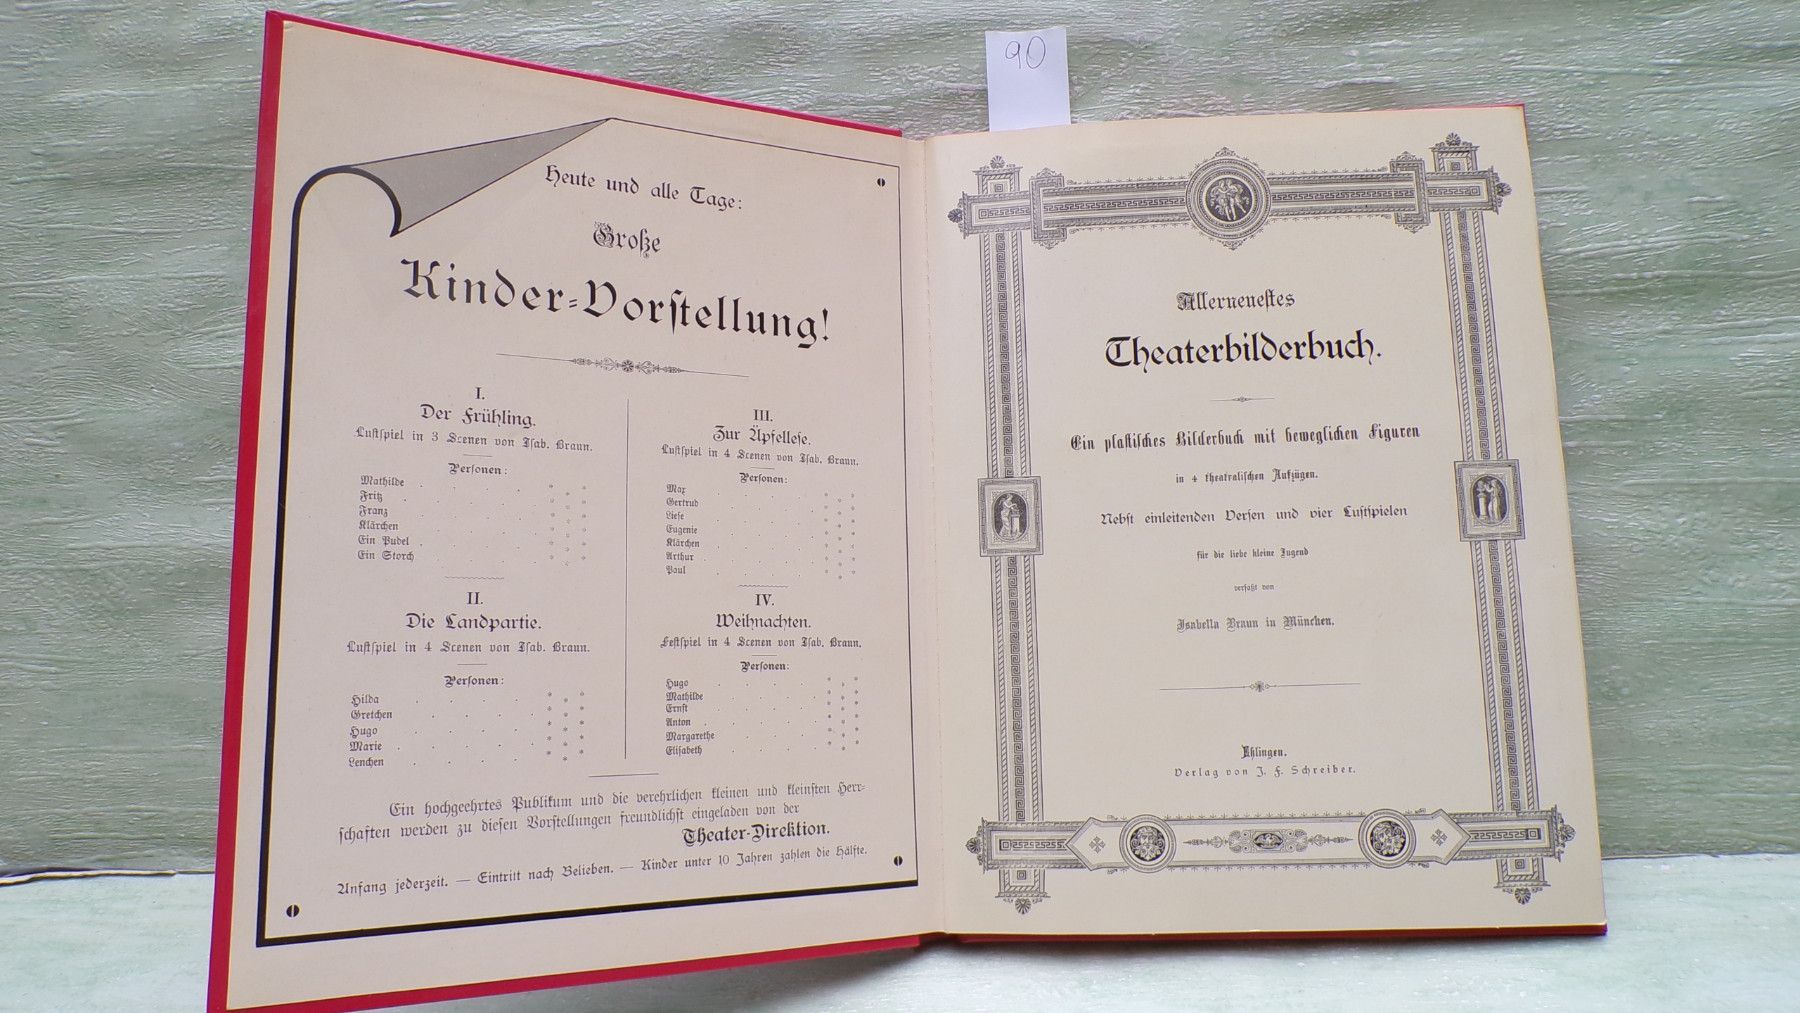 90
Heute und alle Tage:
Große
Kinder-Vorſtellung!
I.
Der Frühling.
Luſtſpiel in 3 Scenen von Iſab. Braun.
Perſonen:
Mathilde
Fritz
Franz
Klärchen
Ein Pudel
Ein Storch
II.
Die Landpartie.
Luſtſpiel in 4 Scenen von Iſab. Braun.
Perſonen:
Hilda
Gretchen
Hugo
Marie
Lenchen
III.
Zur Äpfelleſe.
Luſtſpiel in 4 Scenen von Iſab. Braun.
Perſonen:
Max
Gertrud
Lieſe
Eugenie
Klärchen
Arthur
Paul
IV.
Weihnachten.
Feſtſpiel in 4 Scenen von Iſab. Braun.
Perſonen:
Hugo
Mathilde
Ernſt
Anton
Margarethe
Eliſabeth
Ein hochgeehrtes Publikum und die verehrlichen kleinen und kleinſten Herr-
ſchaften werden zu dieſen Vorſtellungen freundlichſt eingeladen von der
Theater-Direktion.
Anfang jederzeit. — Eintritt nach Belieben. — Kinder unter 10 Jahren zahlen die Hälfte.
Allerneueſtes
Theaterbilderbuch.
Ein plaſtiſches Bilderbuch mit beweglichen Figuren
in 4 theatraliſchen Aufzügen.
Nebſt einleitenden Verſen und vier Luſtſpielen
für die liebe kleine Jugend
verfaßt von
Isabella Braun in München.
Eßlingen.
Verlag von J. F. Schreiber.